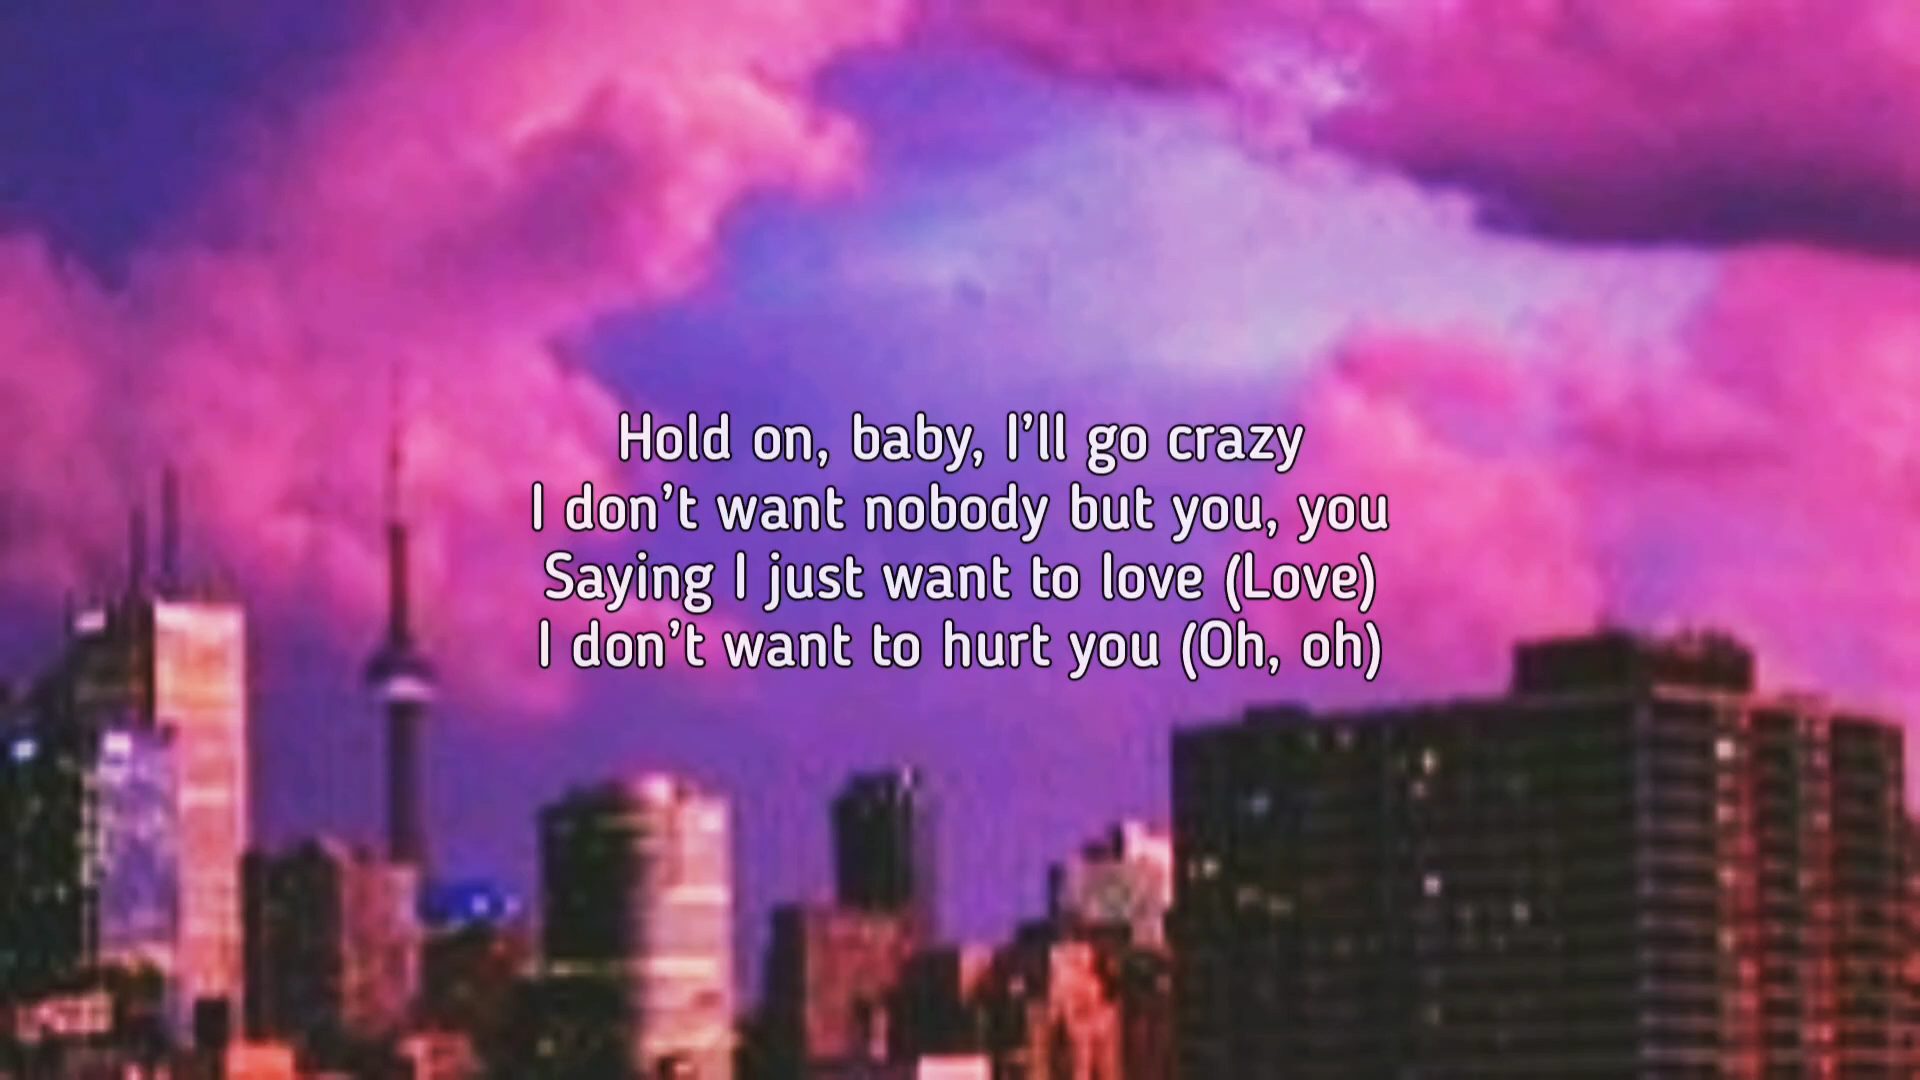 Hold on, baby, I’ll go crazy
I don’t want nobody but you, you
Saying I just want to love (Love)
I don’t want to hurt you (Oh, oh)